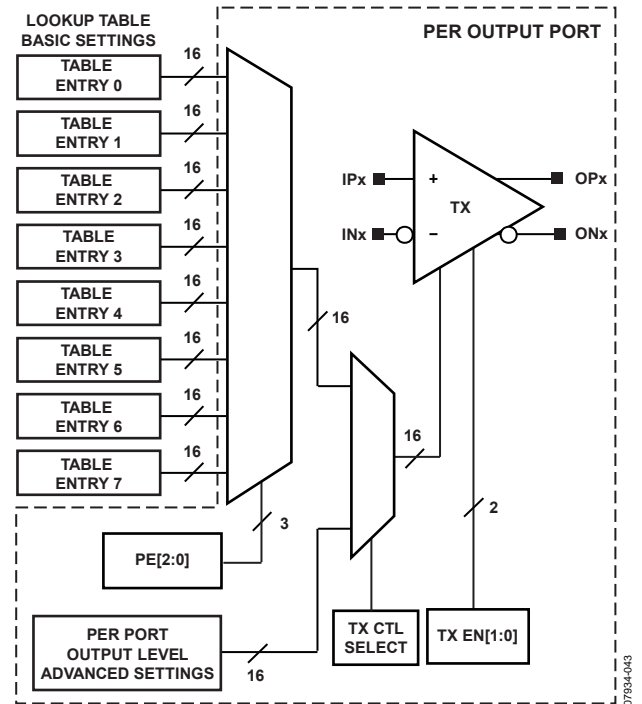 LOOKUP TABLE
BASIC SETTINGS
PER OUTPUT PORT
TABLE
ENTRY 0
16
TABLE
ENTRY 1
16
TABLE
ENTRY 2
16
TABLE
ENTRY 3
16
TABLE
ENTRY 4
16
TABLE
ENTRY 5
16
TABLE
ENTRY 6
16
TABLE
ENTRY 7
16
IPx
+
OPx
TX
INx
−
ONx
16
16
2
3
PE[2:0]
PER PORT
OUTPUT LEVEL
ADVANCED SETTINGS
16
TX CTL
SELECT
TX EN[1:0]
07934-043